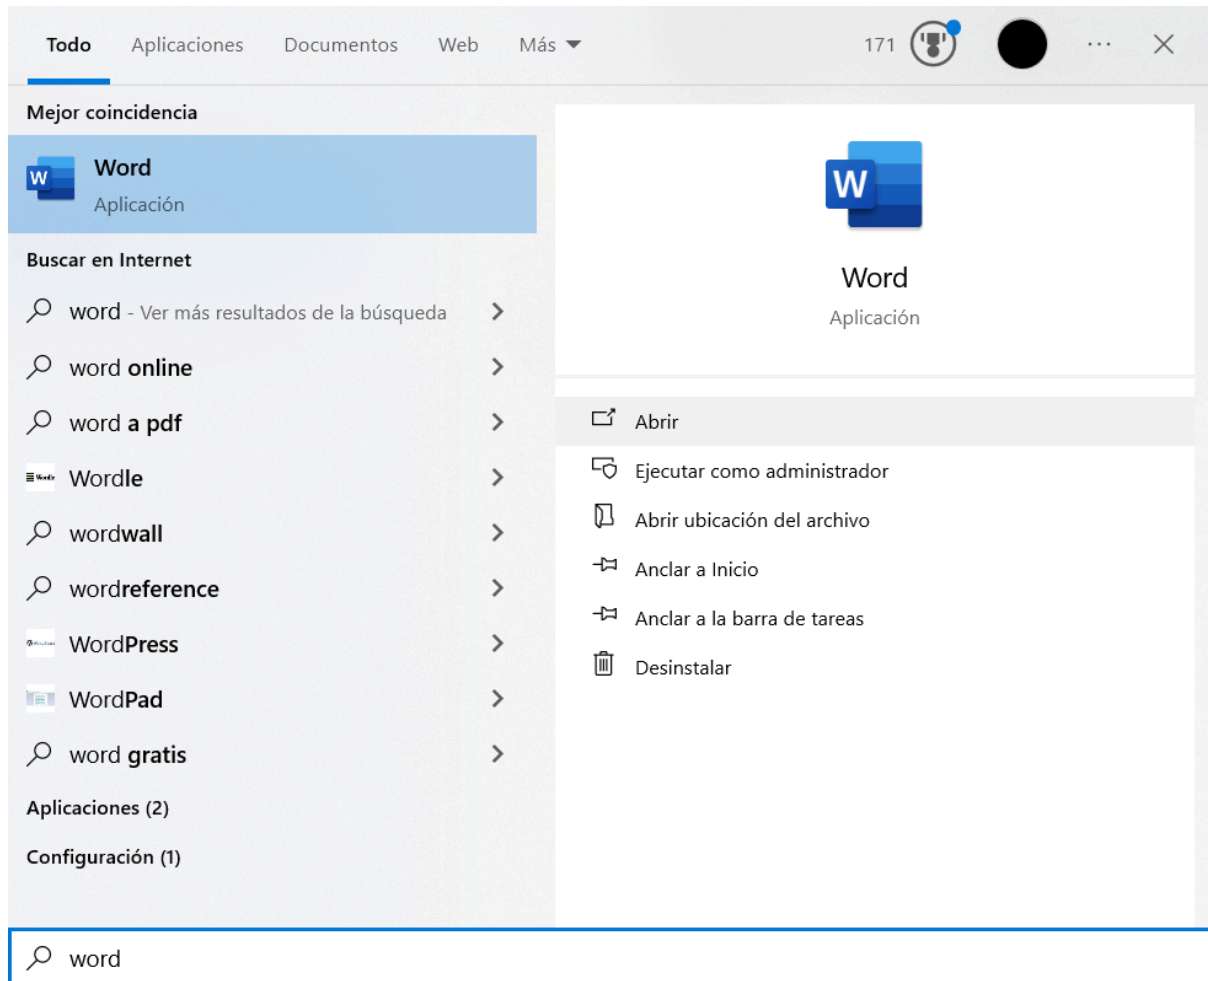 Todo Aplicaciones Documentos Web Más 171
Mejor coincidencia
Word
Aplicación
Buscar en Internet
word - Ver más resultados de la búsqueda
word online
word a pdf
Wordle
wordwall
wordreference
WordPress
WordPad
word gratis
Aplicaciones (2)
Configuración (1)
W
Word
Aplicación
Abrir
Ejecutar como administrador
Abrir ubicación del archivo
Anclar a Inicio
Anclar a la barra de tareas
Desinstalar
word